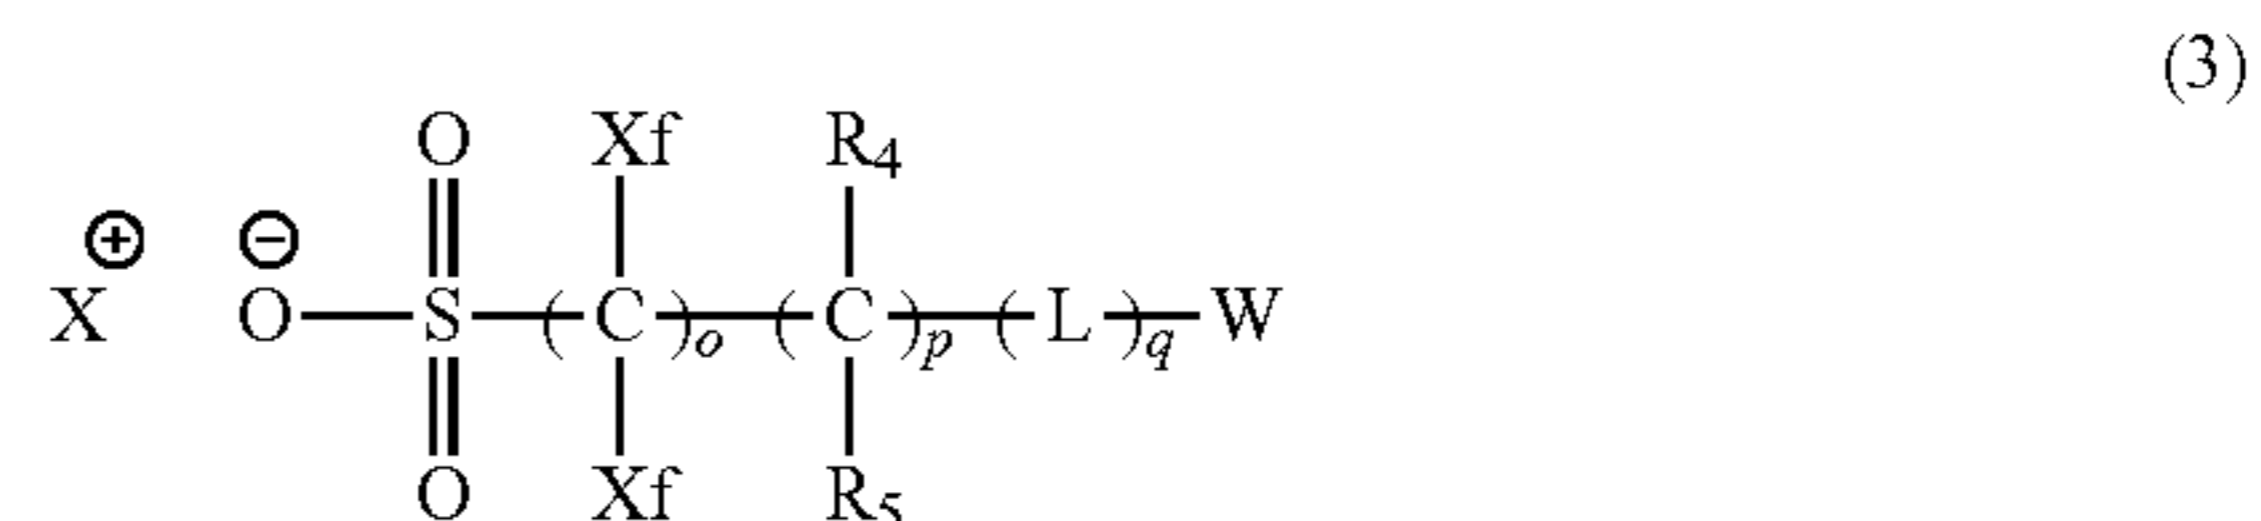 (3)
O Xf R4
X⊕ ⊖O—S—(C)o—(C)p—(L)q—W
O Xf R5